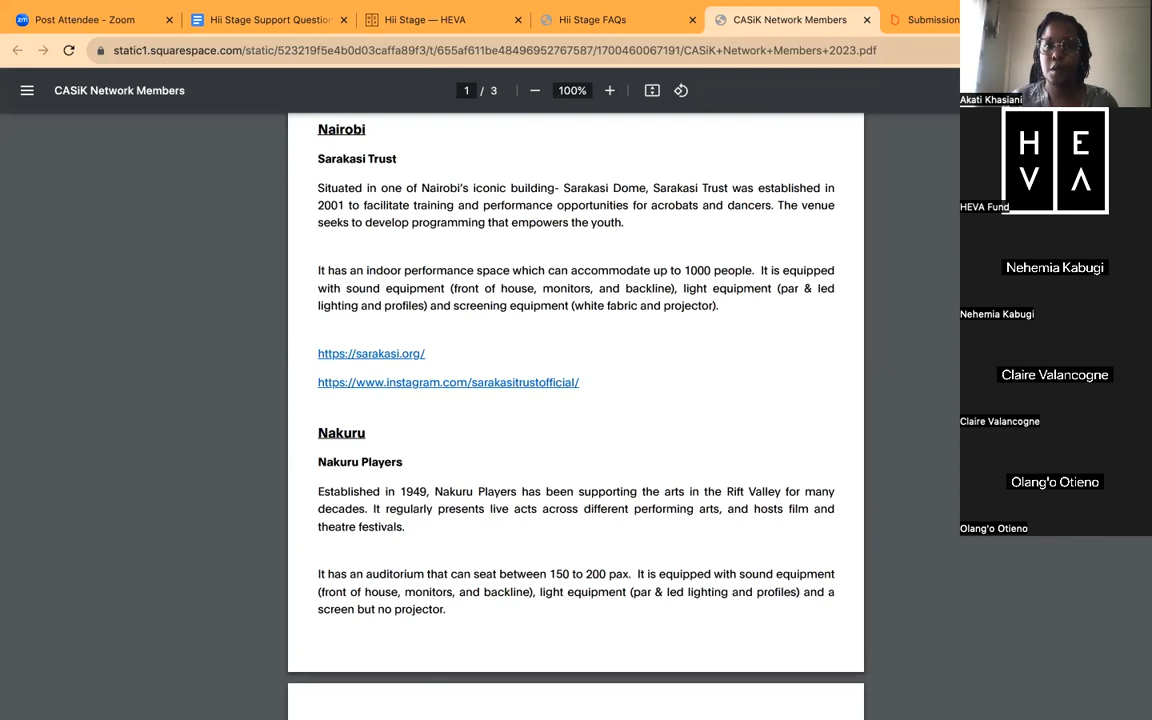 Post Attendee - Zoom
Hii Stage Support Question
Hii Stage — HEVA
Hii Stage FAQs
CASiK Network Members
Submission
static1.squarespace.com/static/523219f5e4b0d03caffa89f3/t/655af611be48496952767587/1700460067191/CASiK+Network+Members+2023.pdf
CASiK Network Members
1 / 3
100%
Nairobi
Sarakasi Trust
Situated in one of Nairobi's iconic building- Sarakasi Dome, Sarakasi Trust was established in
2001 to facilitate training and performance opportunities for acrobats and dancers. The venue
seeks to develop programming that empowers the youth.
It has an indoor performance space which can accommodate up to 1000 people. It is equipped
with sound equipment (front of house, monitors, and backline), light equipment (par & led
lighting and profiles) and screening equipment (white fabric and projector).
https://sarakasi.org/
https://www.instagram.com/sarakasitrustofficial/
Nakuru
Nakuru Players
Established in 1949, Nakuru Players has been supporting the arts in the Rift Valley for many
decades. It regularly presents live acts across different performing arts, and hosts film and
theatre festivals.
It has an auditorium that can seat between 150 to 200 pax. It is equipped with sound equipment
(front of house, monitors, and backline), light equipment (par & led lighting and profiles) and a
screen but no projector.
Akati Khasiani
H E
V Λ
HEVA Fund
Nehemia Kabugi
Nehemia Kabugi
Claire Valancogne
Claire Valancogne
Olang'o Otieno
Olang'o Otieno